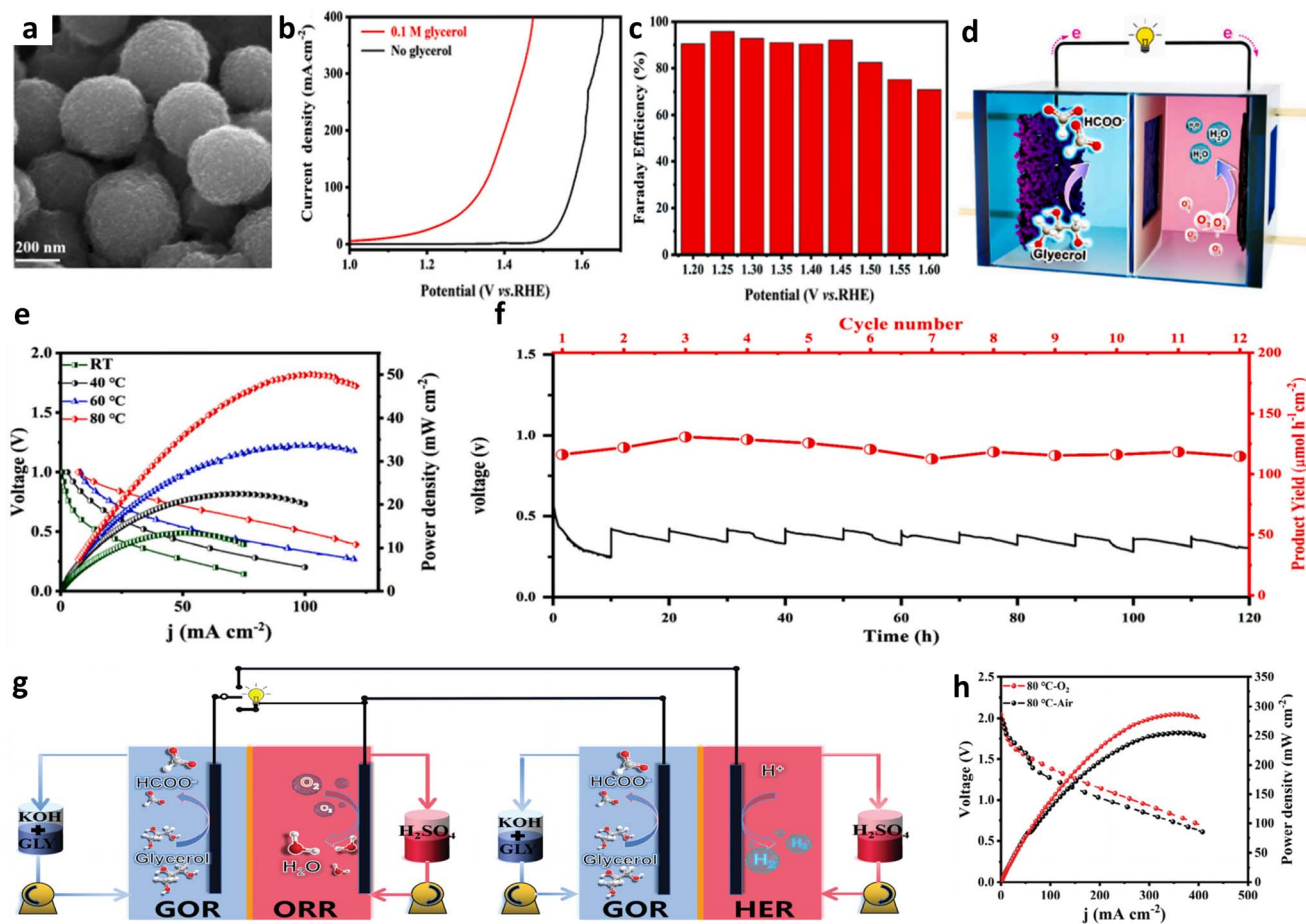 a
200 nm
b
Current density (mA cm-2)
400
300
200
100
0
0.1 M glycerol
No glycerol
1.0
1.2
1.4
1.6
Potential (V vs.RHE)
c
Faraday Efficiency (%)
100
80
60
40
20
0
1.20
1.25
1.30
1.35
1.40
1.45
1.50
1.55
1.60
Potential (V vs.RHE)
d
e
e
HCOO-
Glyecrol
H2O
H2O
H2O
O2
O2
O2
O2
e
Voltage (V)
2.0
1.5
1.0
0.5
0.0
RT
40 °C
60 °C
80 °C
50
40
30
20
10
0
Power density (mW cm-2)
0
50
100
j (mA cm-2)
f
Cycle number
1 2 3 4 5 6 7 8 9 10 11 12
voltage (v)
1.5
1.0
0.5
0.0
200
150
100
50
0
Product Yield (μmol h-1cm-2)
0 20 40 60 80 100 120
Time (h)
g
KOH
+
GLY
HCOO-
Glycerol
GOR
O2
O2
H2O
ORR
H2SO4
KOH
+
GLY
HCOO-
Glycerol
GOR
H+
H2
H2
HER
H2SO4
h
Voltage (V)
2.5
2.0
1.5
1.0
0.5
0.0
80 °C-O2
80 °C-Air
350
300
250
200
150
100
50
0
Power density (mW cm-2)
0 100 200 300 400 500
j (mA cm-2)